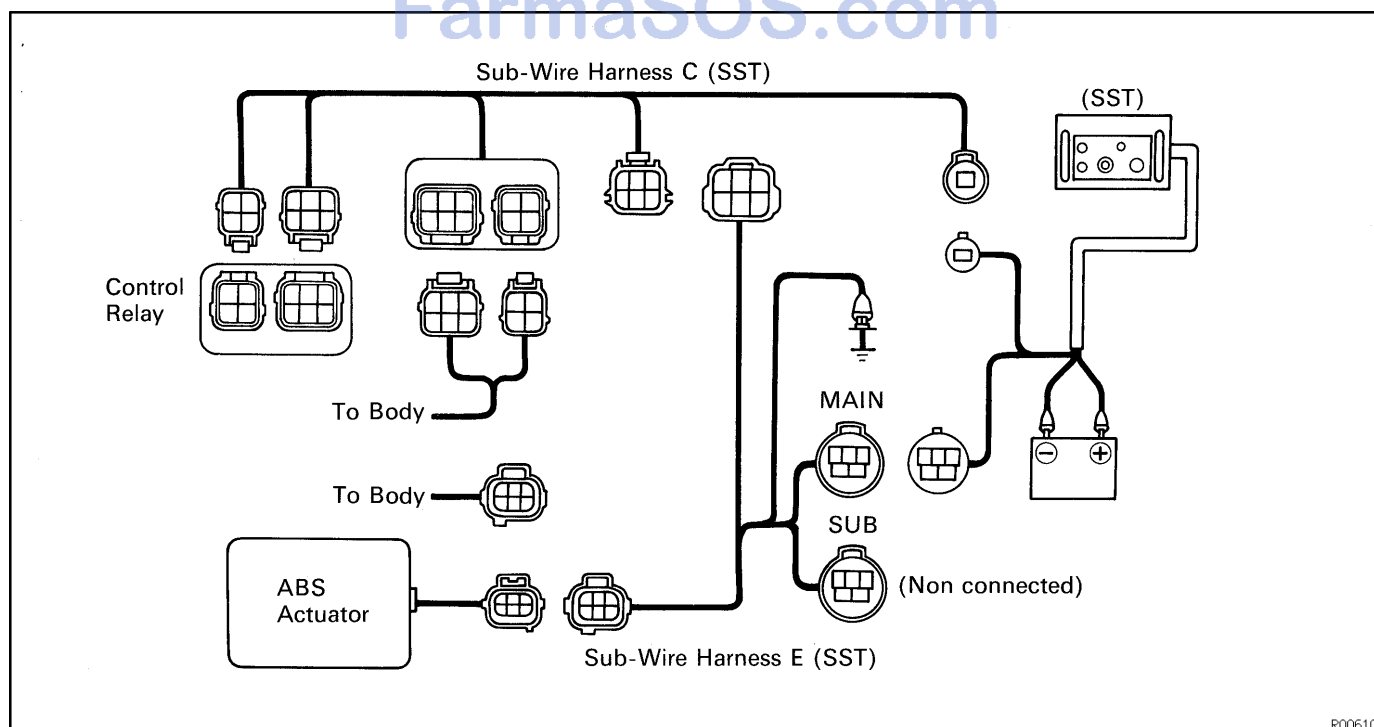 FarmaSOS.com
Sub-Wire Harness C (SST)
(SST)
Control
Relay
To Body
MAIN
− +
To Body
SUB
(Non connected)
ABS
Actuator
Sub-Wire Harness E (SST)
R00610